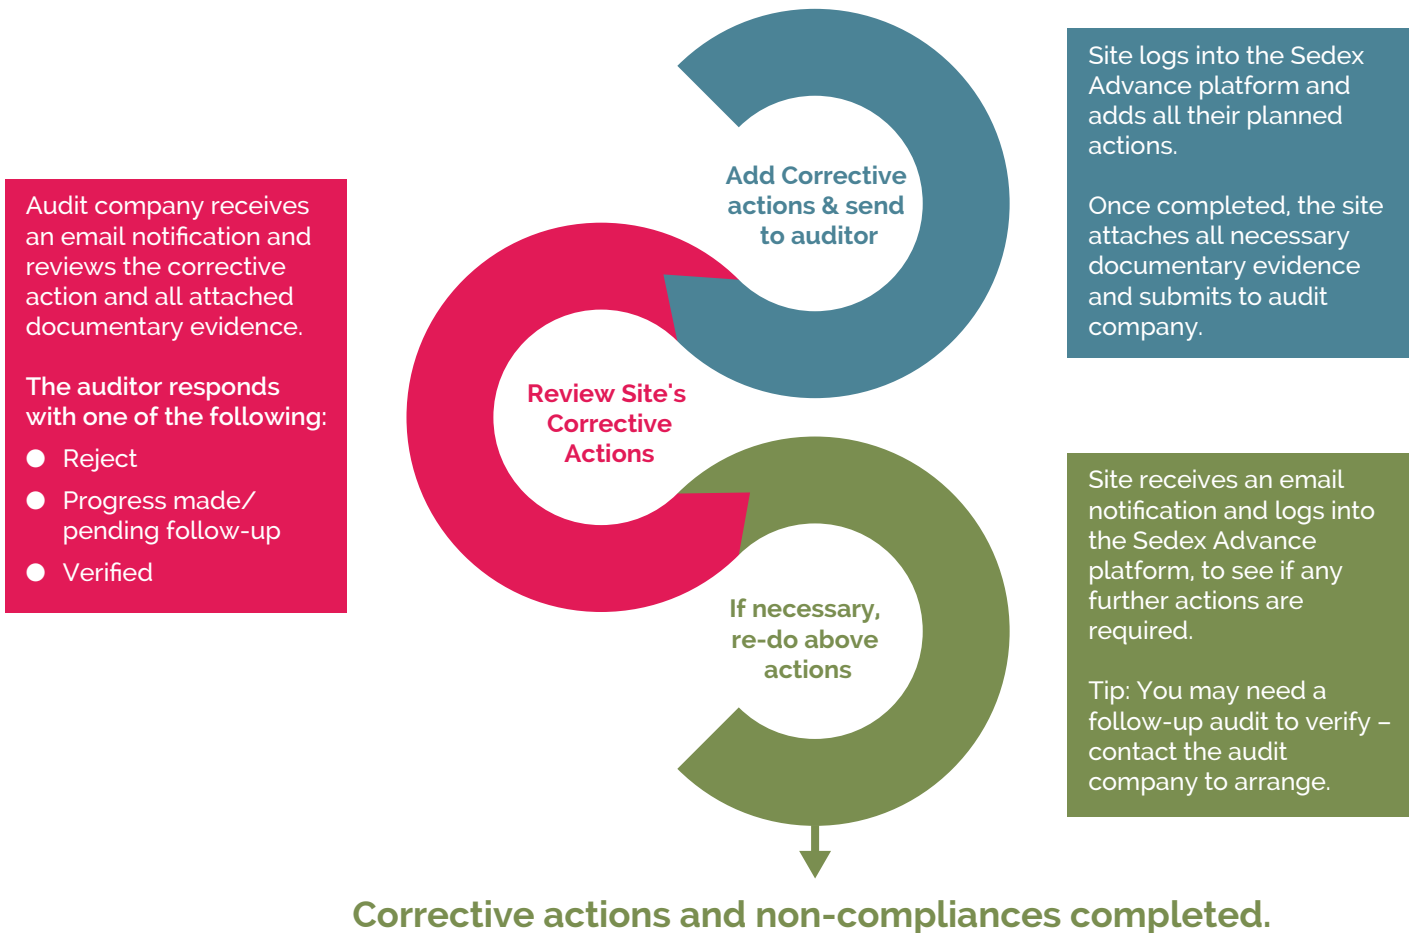 Add Corrective
actions & send
to auditor
Site logs into the Sedex
Advance platform and
adds all their planned
actions.
Once completed, the site
attaches all necessary
documentary evidence
and submits to audit
company.
Review Site's
Corrective
Actions
Audit company receives
an email notification and
reviews the corrective
action and all attached
documentary evidence.
The auditor responds
with one of the following:
● Reject
● Progress made/
pending follow-up
● Verified
If necessary,
re-do above
actions
Site receives an email
notification and logs into
the Sedex Advance
platform, to see if any
further actions are
required.
Tip: You may need a
follow-up audit to verify –
contact the audit
company to arrange.
Corrective actions and non-compliances completed.